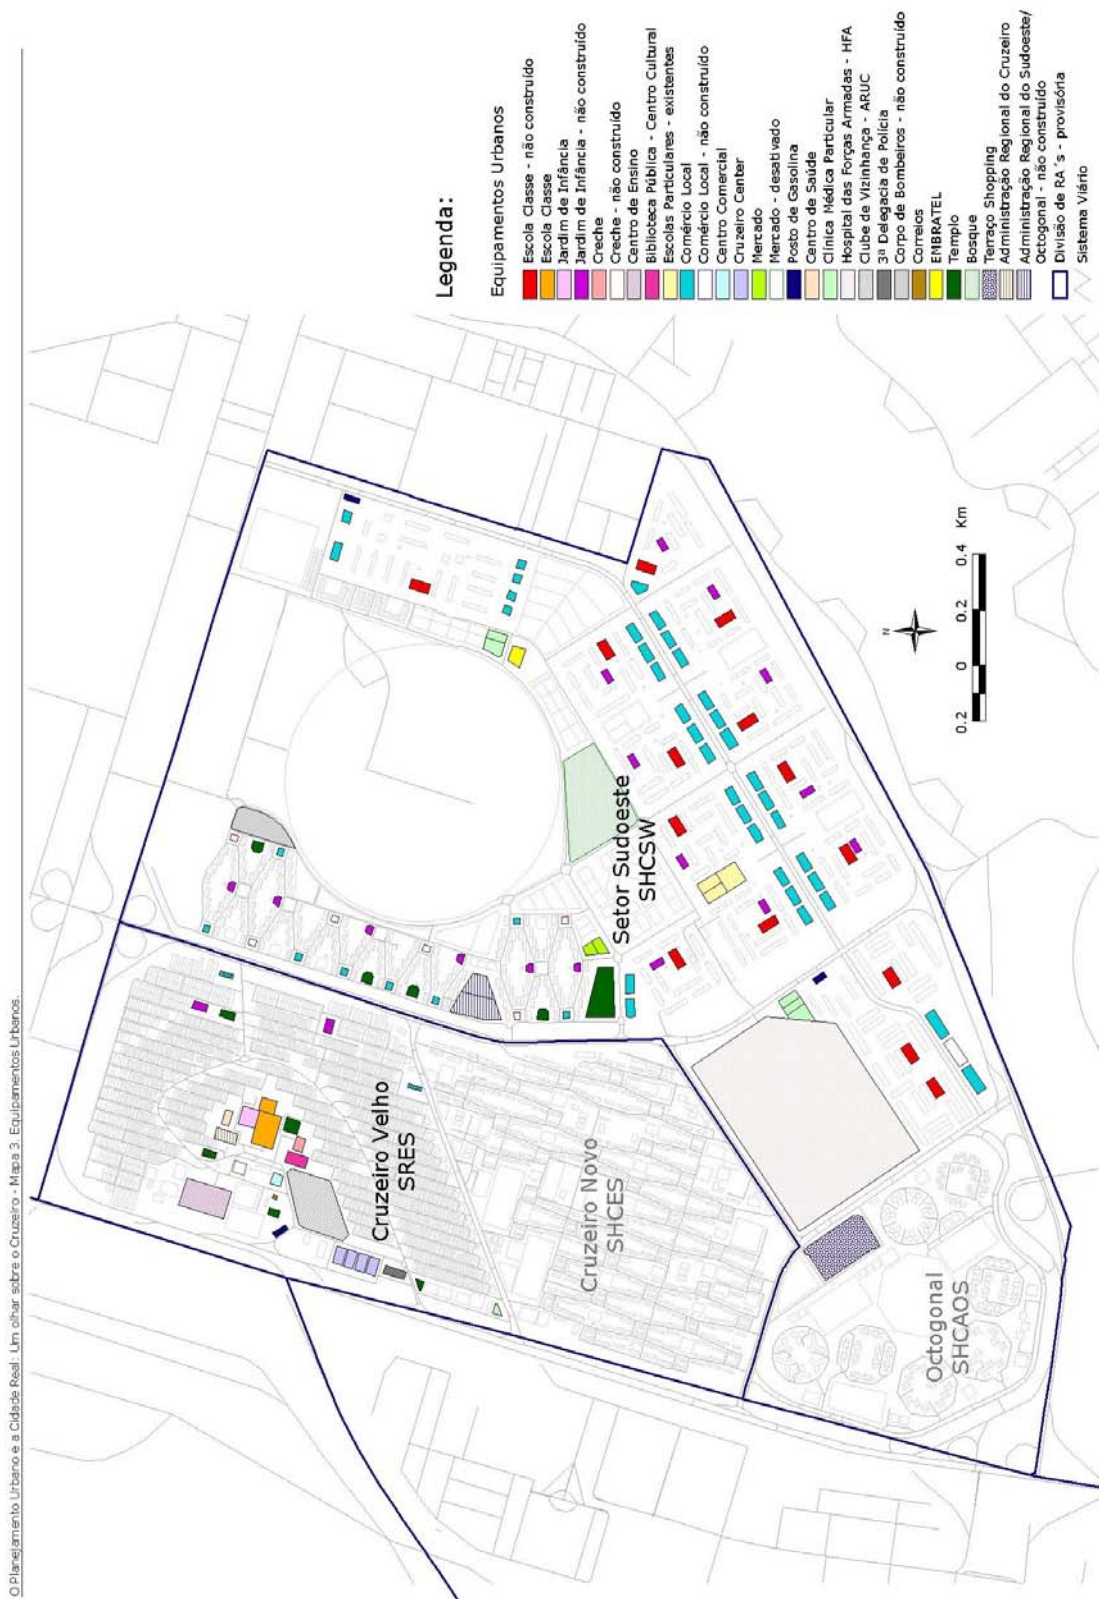 O Planejamento Urbano e a Cidade Real: Um olhar sobre o Cruzeiro - Mapa 3. Equipamentos Urbanos.
Cruzeiro Velho
SRES
Cruzeiro Novo
SHCES
Octogonal
SHCAOS
Setor Sudoeste
SHCSW
N
0.2 0 0.2 0.4 Km
Legenda:
Equipamentos Urbanos
Escola Classe - não construído
Escola Classe
Jardim de Infância
Jardim de Infância - não construído
Creche
Creche - não construído
Centro de Ensino
Biblioteca Pública - Centro Cultural
Escolas Particulares - existentes
Comércio Local
Comércio Local - não construído
Centro Comercial
Cruzeiro Center
Mercado
Mercado - desativado
Posto de Gasolina
Centro de Saúde
Clínica Médica Particular
Hospital das Forças Armadas - HFA
Clube de Vizinhança - ARUC
3ª Delegacia de Polícia
Corpo de Bombeiros - não construído
Correios
EMBRATEL
Templo
Bosque
Terraço Shopping
Administração Regional do Cruzeiro
Administração Regional do Sudoeste/
Octogonal - não construído
Divisão de RA´s - provisória
Sistema Viário